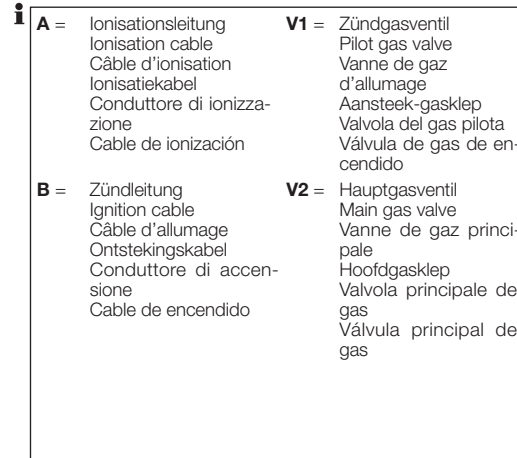 i
A = Ionisationsleitung
Ionisation cable
Câble d'ionisation
Ionisatiekabel
Conduttore di ionizza-
zione
Cable de ionización
B = Zündleitung
Ignition cable
Câble d'allumage
Ontstekingskabel
Conduttore di accen-
sione
Cable de encendido
V1 = Zündgasventil
Pilot gas valve
Vanne de gaz
d'allumage
Aansteek-gasklep
Valvola del gas pilota
Válvula de gas de en-
cendido
V2 = Hauptgasventil
Main gas valve
Vanne de gaz princi-
pale
Hoofdgasklep
Valvola principale de
gas
Válvula principal de
gas